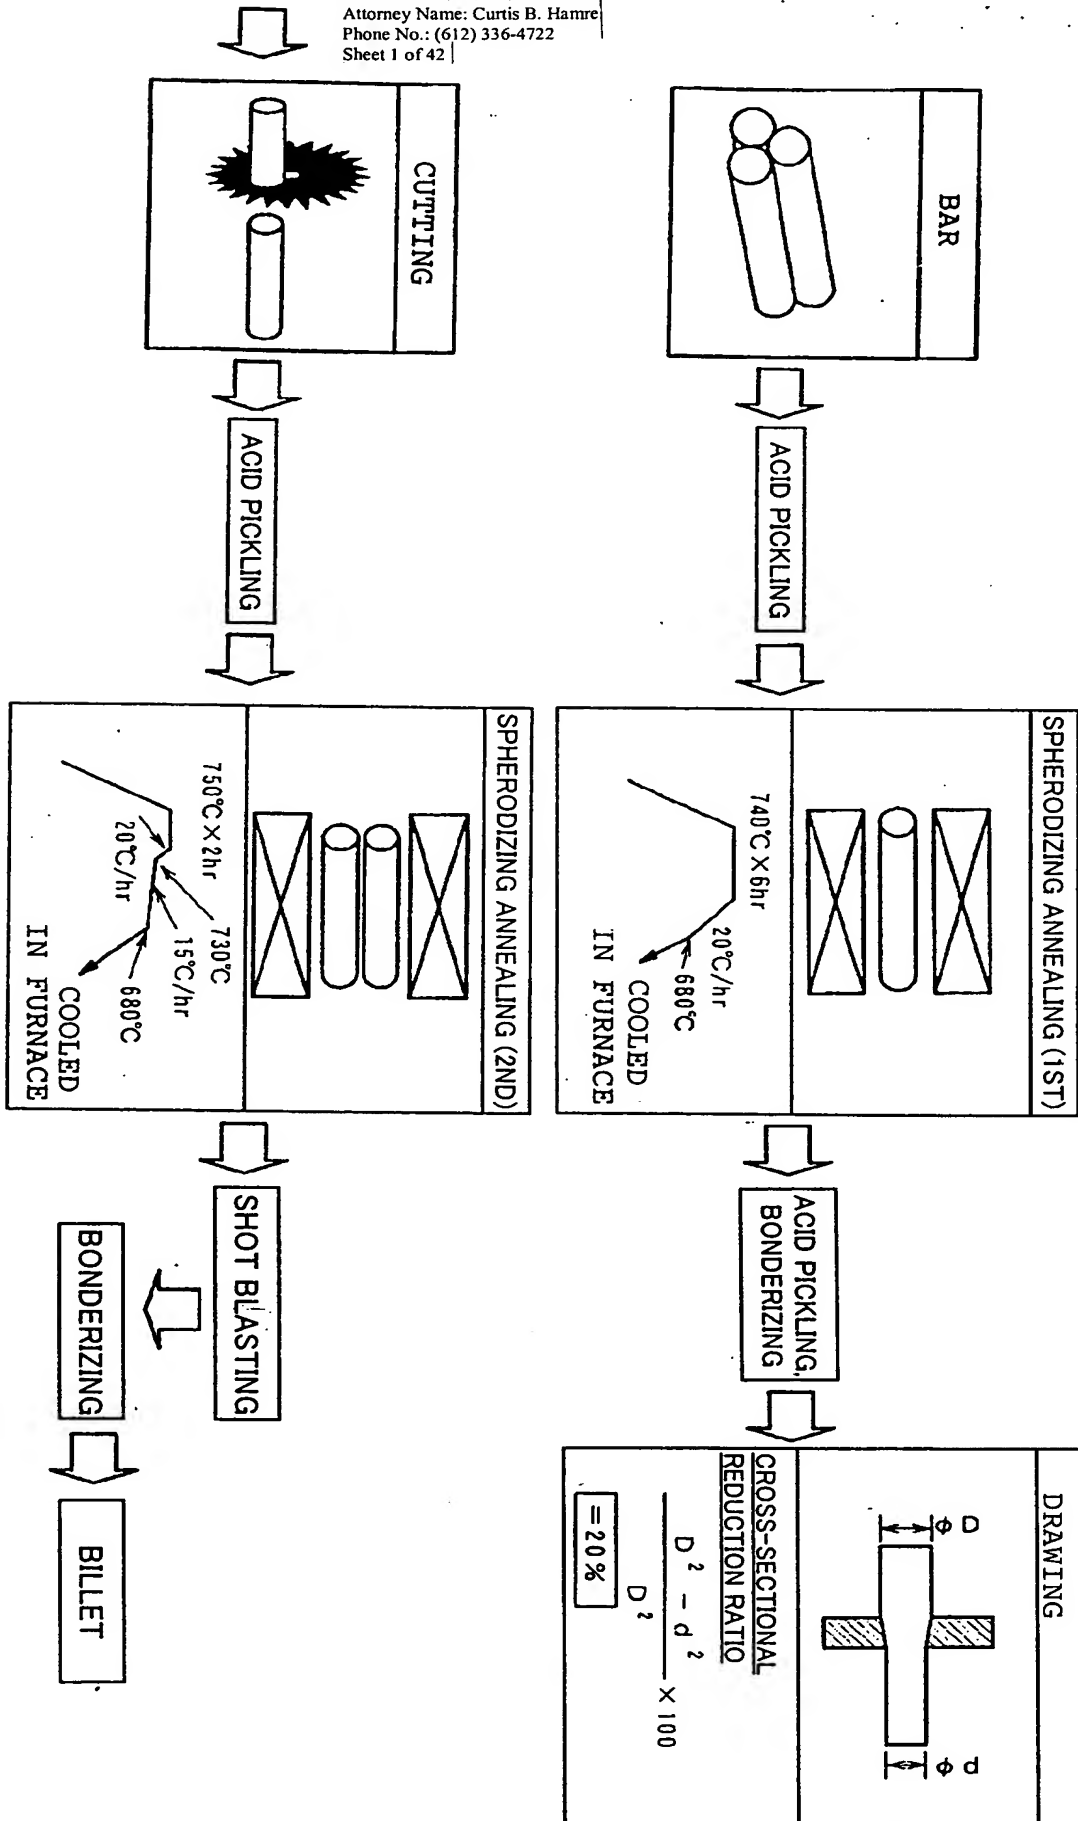 Attorney Name: Curtis B. Hamre
Phone No.: (612) 336-4722
Sheet 1 of 42
BAR
ACID PICKLING
SPHERODIZING ANNEALING (1ST)
740°C × 6hr
20°C/hr
680°C
COOLED
IN FURNACE
ACID PICKLING,
BONDERIZING
DRAWING
φ D
φ d
CROSS-SECTIONAL
REDUCTION RATIO
D² - d²
× 100
D²
=20%
CUTTING
ACID PICKLING
SPHERODIZING ANNEALING (2ND)
750°C × 2hr
730°C
20°C/hr
15°C/hr
680°C
COOLED
IN FURNACE
SHOT BLASTING
BONDERIZING
BILLET